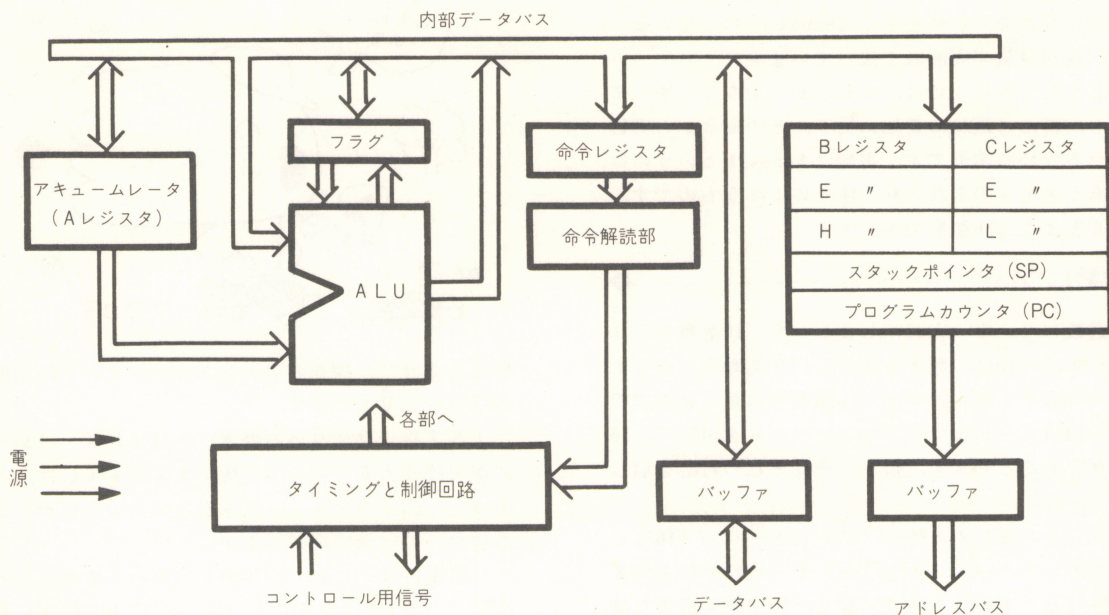 内部データバス
フラグ
アキュームレータ
(Aレジスタ)
ALU
命令レジスタ
命令解読部
Bレジスタ Cレジスタ
E 〃 E 〃
H 〃 L 〃
スタックポインタ(SP)
プログラムカウンタ(PC)
各部へ
電源
タイミングと制御回路
バッファ
バッファ
コントロール用信号
データバス
アドレスバス